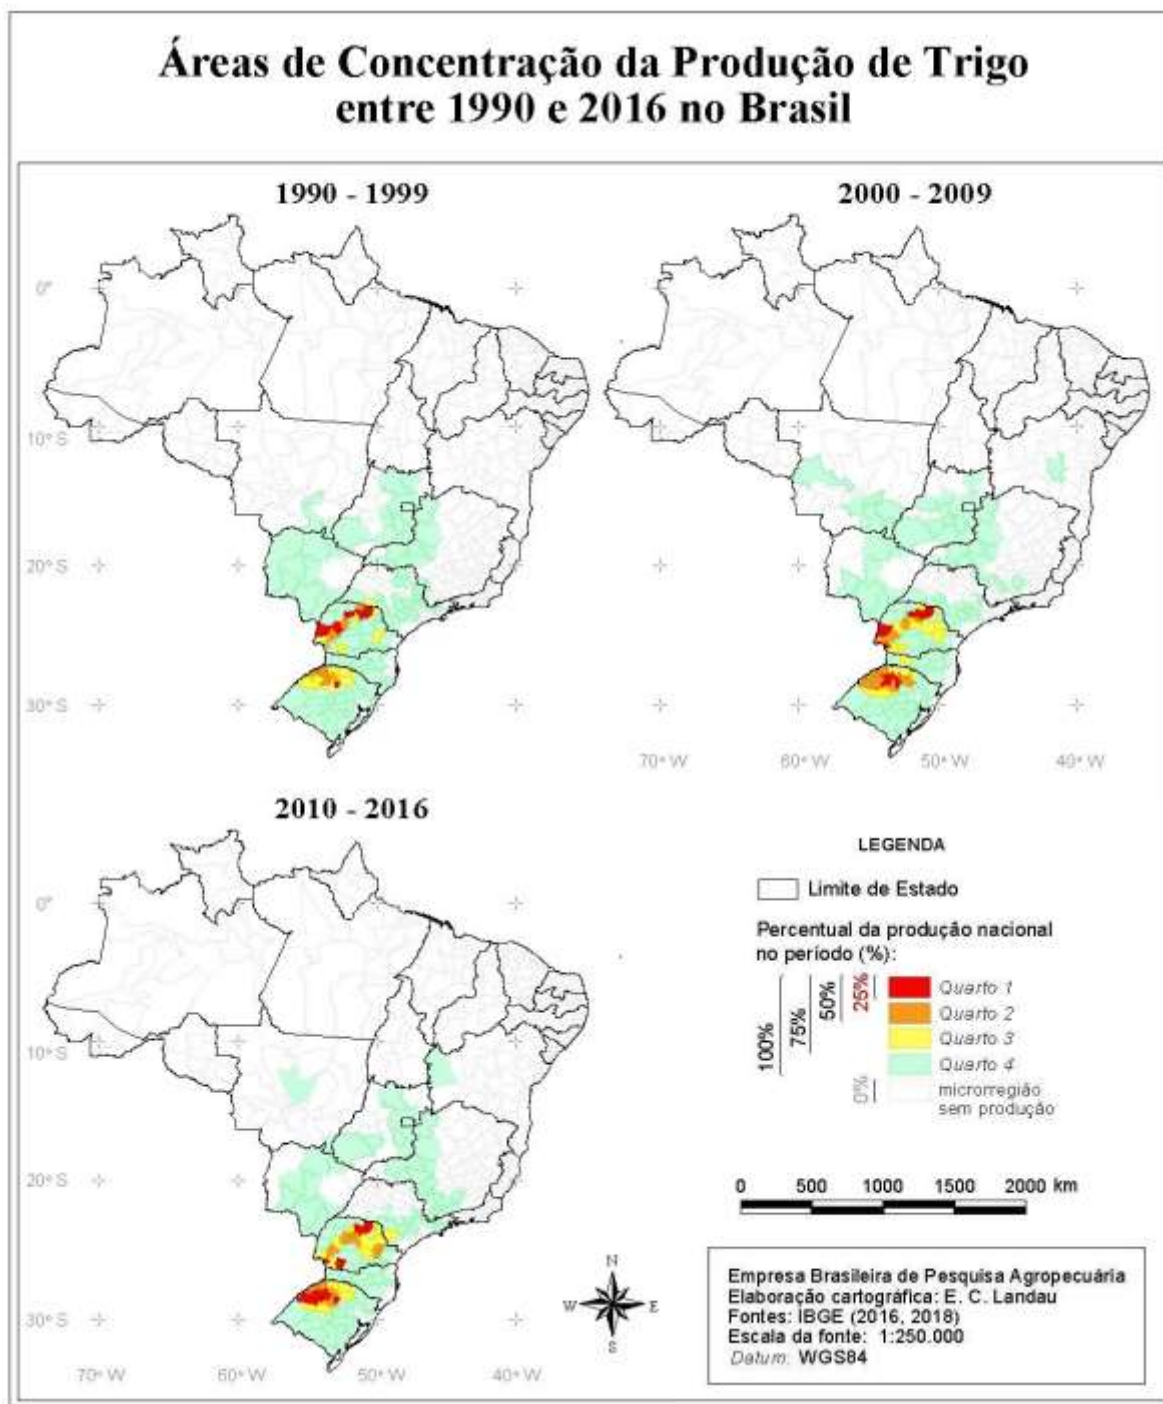 Áreas de Concentração da Produção de Trigo
entre 1990 e 2016 no Brasil
1990 - 1999
2000 - 2009
0°
10° S
20° S
30° S
70° W
60° W
50° W
40° W
2010 - 2016
0°
10° S
20° S
30° S
70° W
60° W
50° W
40° W
LEGENDA
Limite de Estado
Percentual da produção nacional
no período (%):
100%
75%
50%
25%
0%
Quarto 1
Quarto 2
Quarto 3
Quarto 4
microrregião
sem produção
0 500 1000 1500 2000 km
N
W E
S
Empresa Brasileira de Pesquisa Agropecuária
Elaboração cartográfica: E. C. Landau
Fontes: IBGE (2016, 2018)
Escala da fonte: 1:250.000
Datum: WGS84